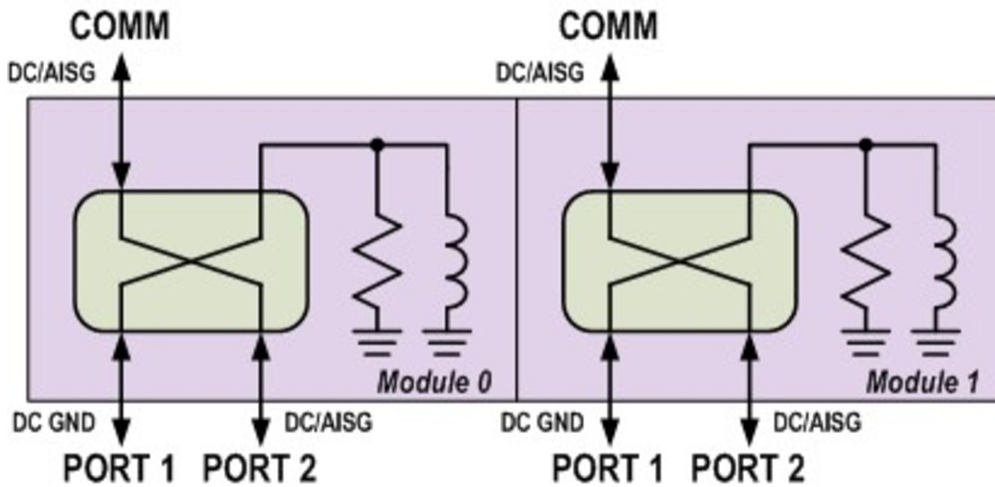 COMM
COMM
DC/AISG
DC/AISG
Module 0
Module 1
DC GND
DC/AISG
DC GND
DC/AISG
PORT 1
PORT 2
PORT 1
PORT 2